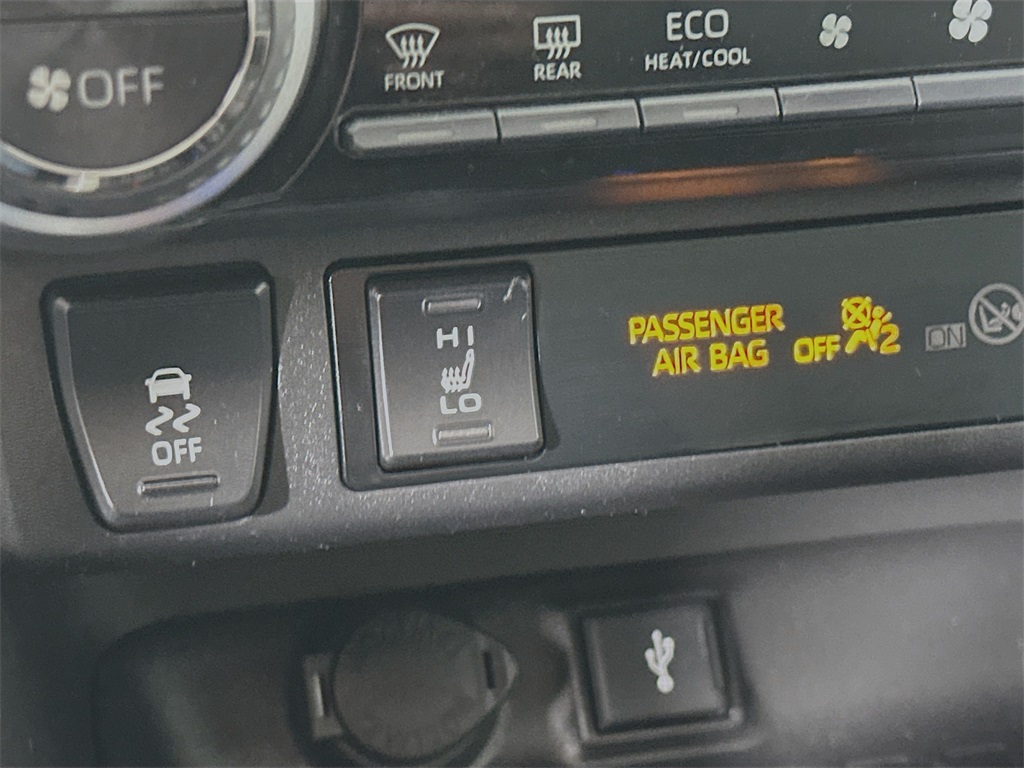 OFF
FRONT
REAR
ECO
HEAT/COOL
OFF
HI
LO
PASSENGER
AIR BAG
OFF
2
ON